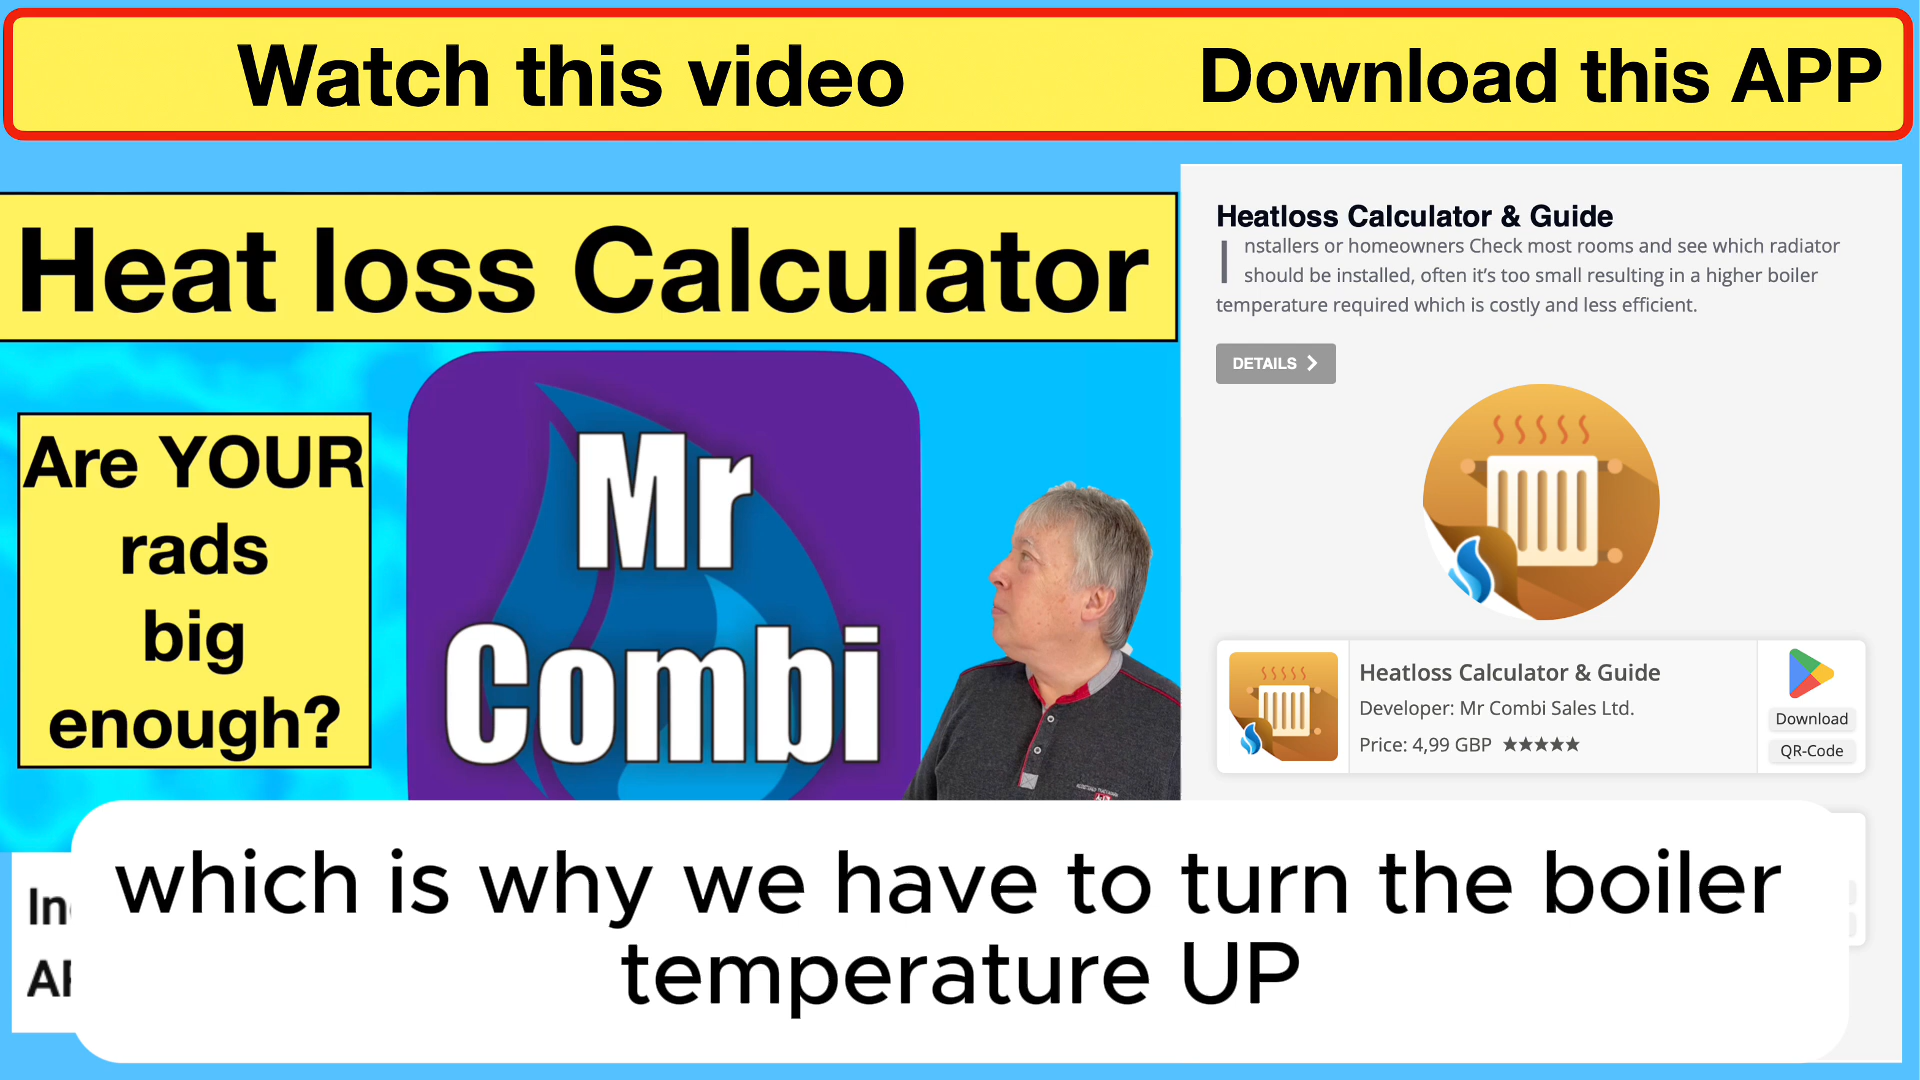 Watch this video
Download this APP
Heat loss Calculator
Are YOUR
rads
big
enough?
Mr
Combi
Heatloss Calculator & Guide
Installers or homeowners Check most rooms and see which radiator
should be installed, often it's too small resulting in a higher boiler
temperature required which is costly and less efficient.
DETAILS
Heatloss Calculator & Guide
Developer: Mr Combi Sales Ltd.
Price: 4,99 GBP ★★★★★
Download
QR-Code
which is why we have to turn the boiler
temperature UP